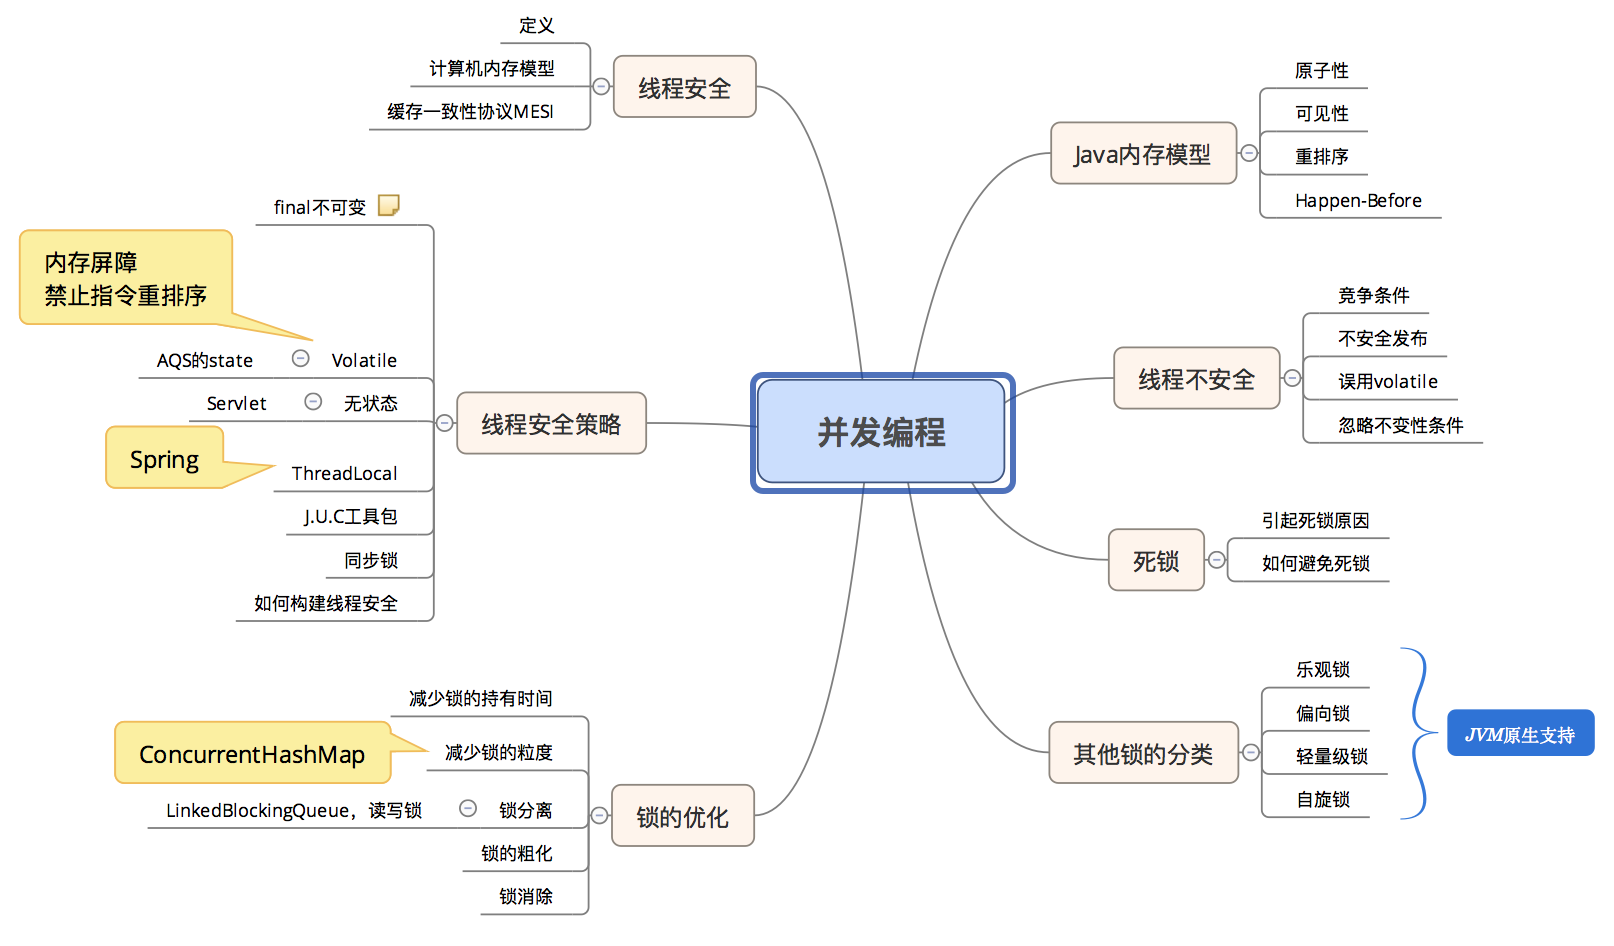 并发编程
线程安全
定义
计算机内存模型
缓存一致性协议MESI
线程安全策略
final不可变
内存屏障
禁止指令重排序
Volatile
AQS的state
无状态
Servlet
Spring
ThreadLocal
J.U.C工具包
同步锁
如何构建线程安全
锁的优化
减少锁的持有时间
ConcurrentHashMap
减少锁的粒度
锁分离
LinkedBlockingQueue，读写锁
锁的粗化
锁消除
Java内存模型
原子性
可见性
重排序
Happen-Before
线程不安全
竞争条件
不安全发布
误用volatile
忽略不变性条件
死锁
引起死锁原因
如何避免死锁
其他锁的分类
乐观锁
偏向锁
轻量级锁
自旋锁
JVM原生支持